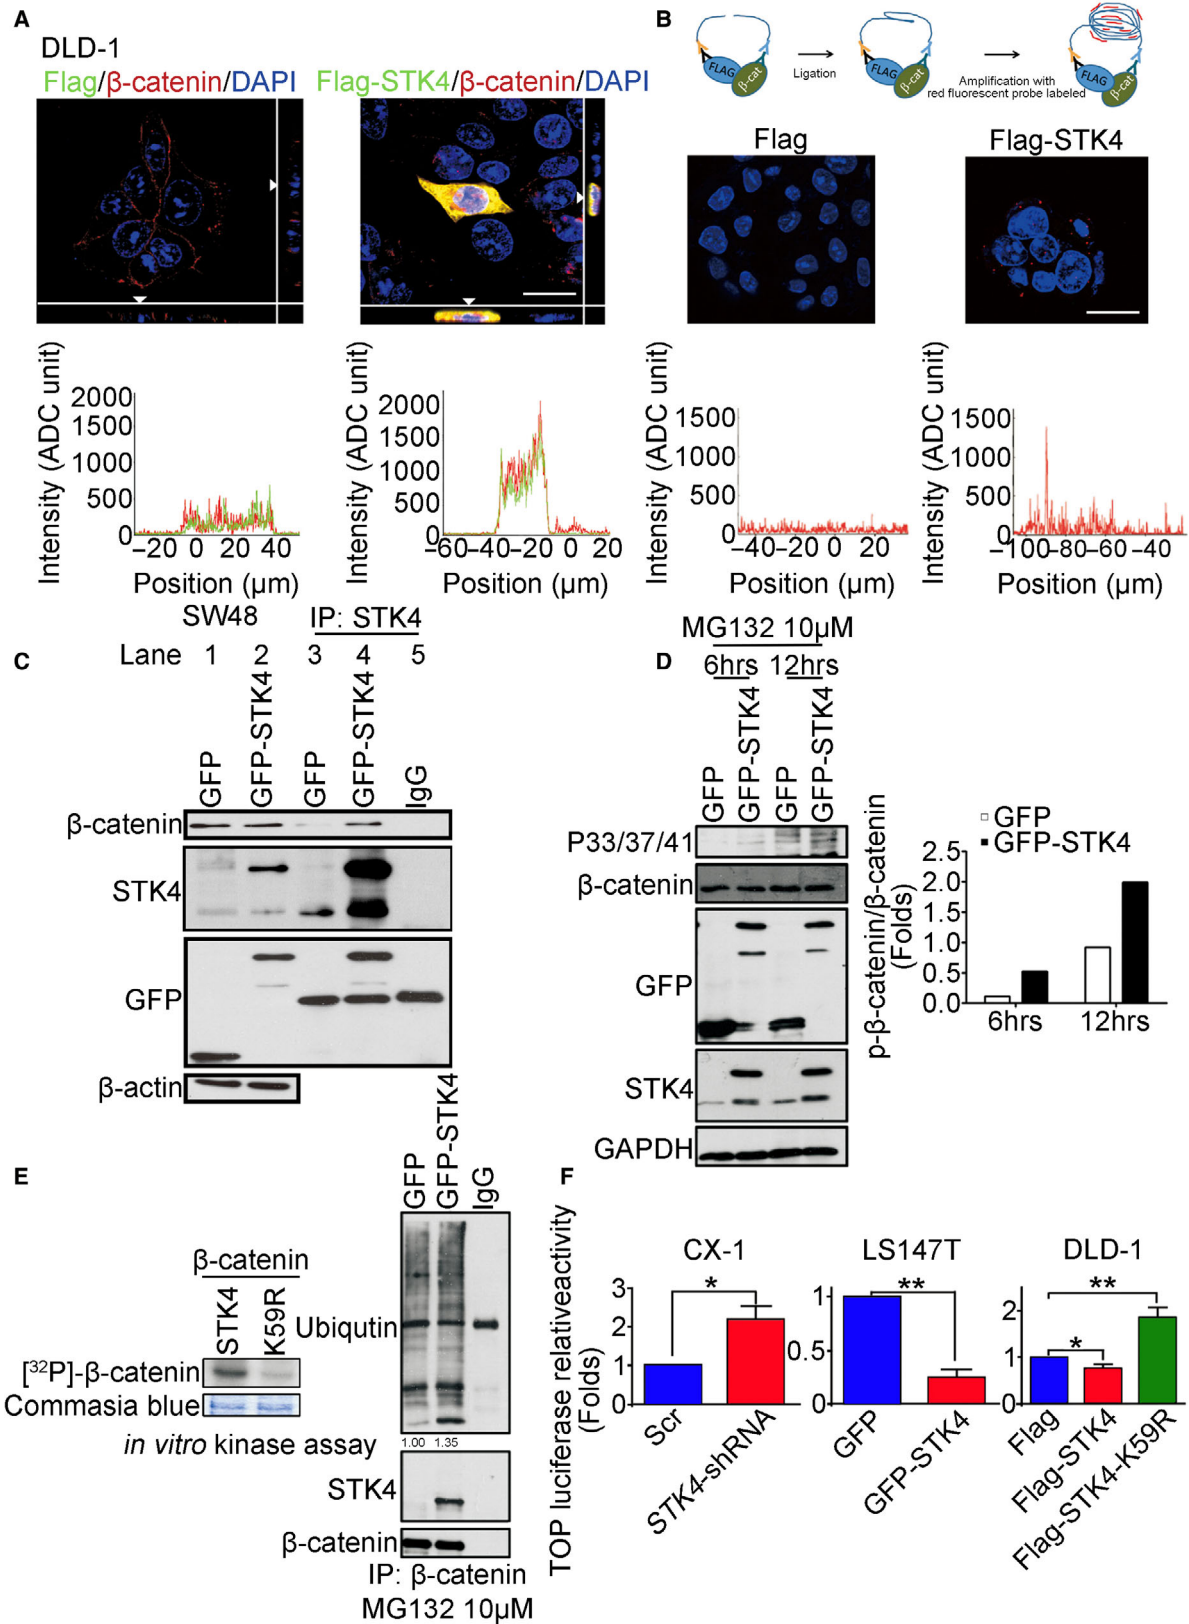 A
DLD-1
Flag/β-catenin/DAPI
Flag-STK4/β-catenin/DAPI
Intensity (ADC unit)
2000
1500
1000
500
0
−20 0 20 40
Position (µm)
Intensity (ADC unit)
2000
1500
1000
500
0
−60 −40 −20 0 20
Position (µm)
B
FLAG
β-cat
Ligation
FLAG
β-cat
Amplification with
red fluorescent probe labeled
FLAG
β-cat
Flag
Flag-STK4
Intensity (ADC unit)
1500
1000
500
0
−40 −20 0 20
Position (µm)
Intensity (ADC unit)
1500
1000
500
0
−100 −80 −60 −40
Position (µm)
C
SW48
IP: STK4
Lane 1 2 3 4 5
GFP
GFP-STK4
GFP
GFP-STK4
IgG
β-catenin
STK4
GFP
β-actin
D
MG132 10µM
6hrs 12hrs
GFP
GFP-STK4
GFP
GFP-STK4
P33/37/41
β-catenin
GFP
STK4
GAPDH
p-β-catenin/β-catenin
(Folds)
GFP
GFP-STK4
2.5
2.0
1.5
1.0
0.5
0.0
6hrs 12hrs
E
β-catenin
STK4
K59R
[³²P]-β-catenin
Commasia blue
in vitro kinase assay
GFP
GFP-STK4
IgG
Ubiqutin
1.00 1.35
STK4
β-catenin
IP: β-catenin
MG132 10µM
F
TOP luciferase relativeactivity
(Folds)
CX-1
3
2
1
0
*
Scr
STK4-shRNA
LS147T
1
0.5
0
**
GFP
GFP-STK4
DLD-1
2
1
0
**
*
Flag
Flag-STK4
Flag-STK4-K59R